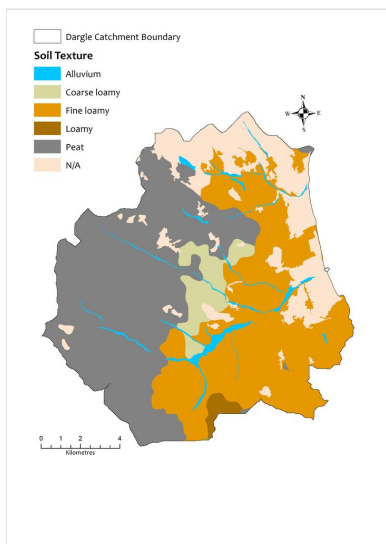 Dargle Catchment Boundary
Soil Texture
Alluvium
Coarse loamy
Fine loamy
Loamy
Peat
N/A
N
W E
S
0 1 2 4
Kilometres